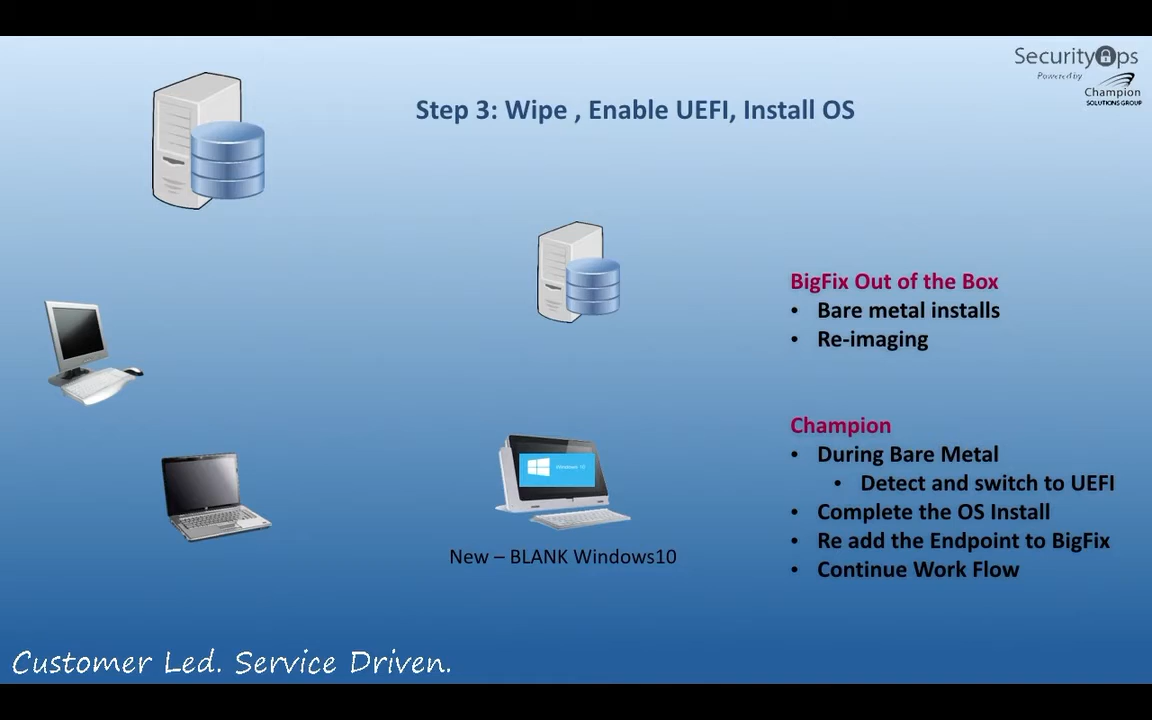 SecurityOps
Powered by
Champion
SOLUTIONS GROUP
Step 3: Wipe , Enable UEFI, Install OS
BigFix Out of the Box
• Bare metal installs
• Re-imaging
Champion
• During Bare Metal
• Detect and switch to UEFI
• Complete the OS Install
• Re add the Endpoint to BigFix
• Continue Work Flow
Windows 10
New – BLANK Windows10
Customer Led. Service Driven.